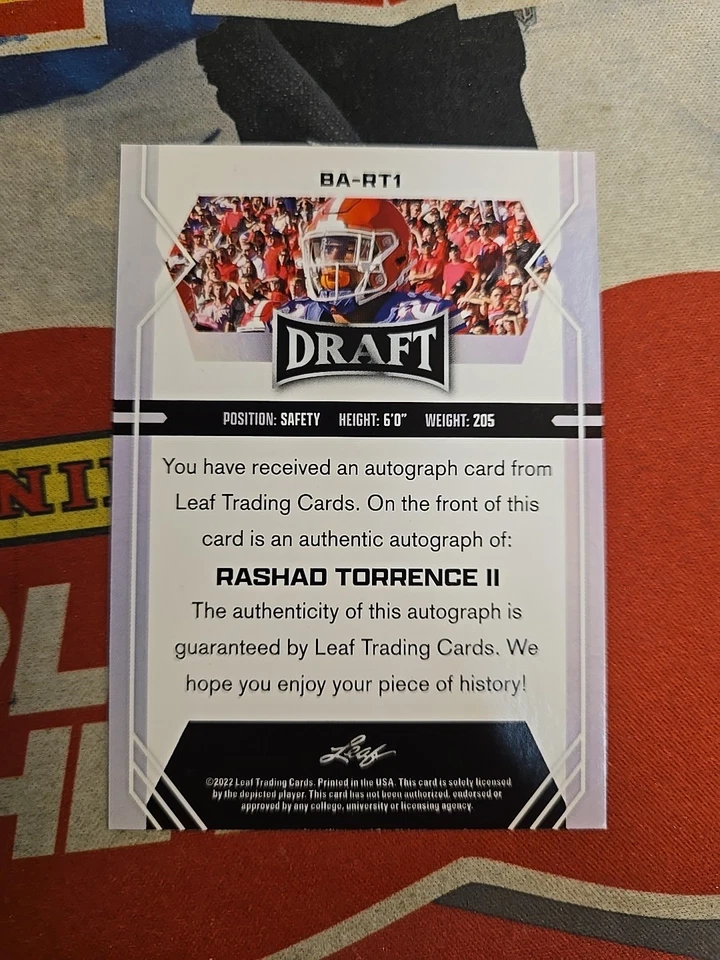 BA-RT1
DRAFT
POSITION: SAFETY HEIGHT: 6'0" WEIGHT: 205
You have received an autograph card from
Leaf Trading Cards. On the front of this
card is an authentic autograph of:
RASHAD TORRENCE II
The authenticity of this autograph is
guaranteed by Leaf Trading Cards. We
hope you enjoy your piece of history!
Leaf
©2022 Leaf Trading Cards. Printed in the USA. This card is solely licensed
by the depicted player. This card has not been authorized, endorsed or
approved by any college, university or licensing agency.